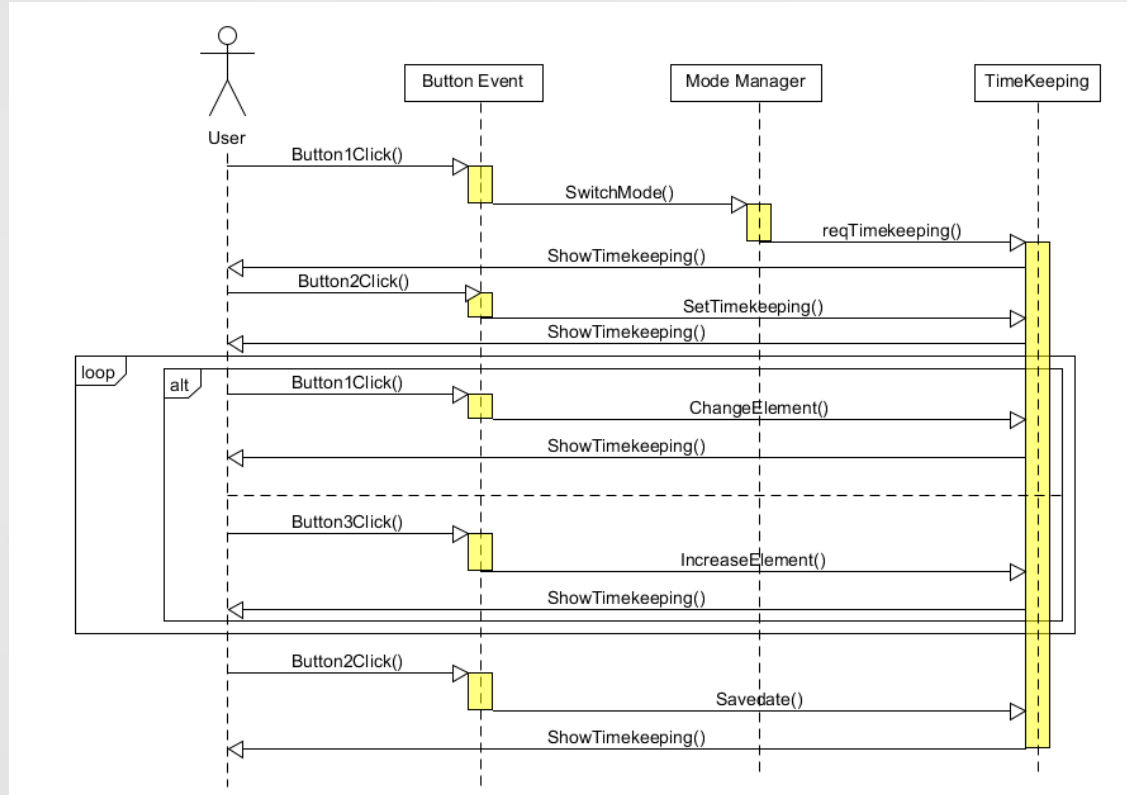 Button Event
Mode Manager
TimeKeeping
User
Button1Click()
SwitchMode()
reqTimekeeping()
ShowTimekeeping()
Button2Click()
SetTimekeeping()
ShowTimekeeping()
loop
alt
Button1Click()
ChangeElement()
ShowTimekeeping()
Button3Click()
IncreaseElement()
ShowTimekeeping()
Button2Click()
Savedate()
ShowTimekeeping()